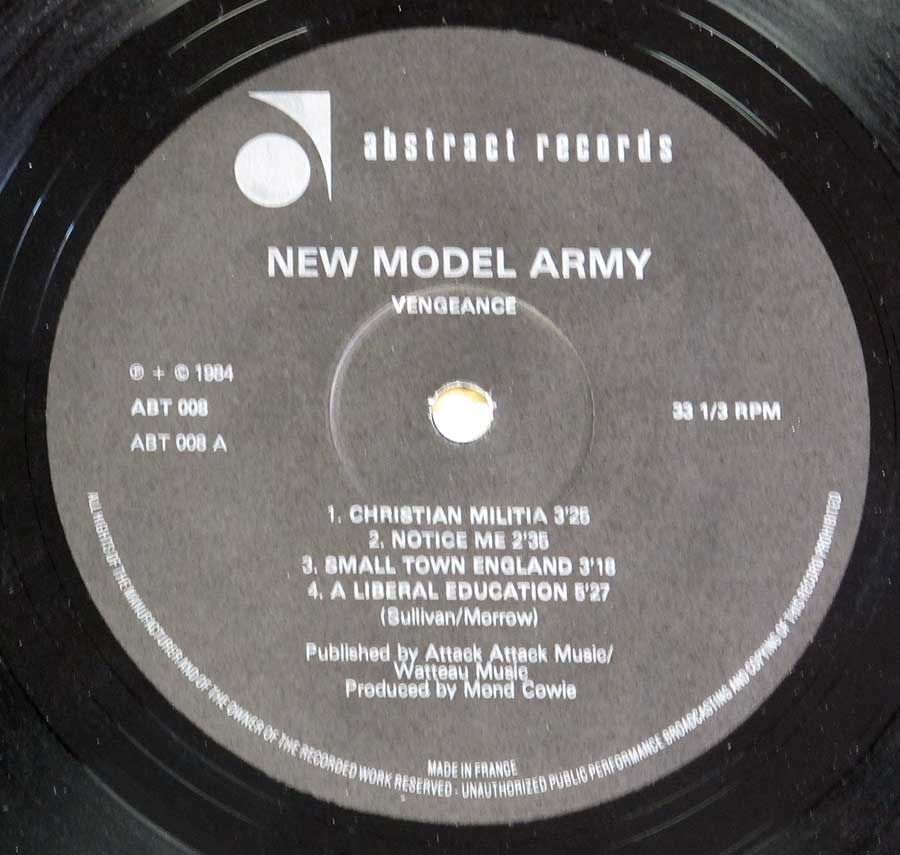 abstract records
NEW MODEL ARMY
VENGEANCE
℗ + © 1984
ABT 008
ABT 008 A
33 1/3 RPM
1. CHRISTIAN MILITIA 3'26
2. NOTICE ME 2'35
3. SMALL TOWN ENGLAND 3'18
4. A LIBERAL EDUCATION 5'27
(Sullivan/Morrow)
Published by Attack Attack Music/
Watteau Music
Produced by Mond Cowie
MADE IN FRANCE
ALL RIGHTS OF THE MANUFACTURER AND OF THE OWNER OF THE RECORDED WORK RESERVED - UNAUTHORIZED PUBLIC PERFORMANCE BROADCASTING AND COPYING OF THIS RECORD PROHIBITED